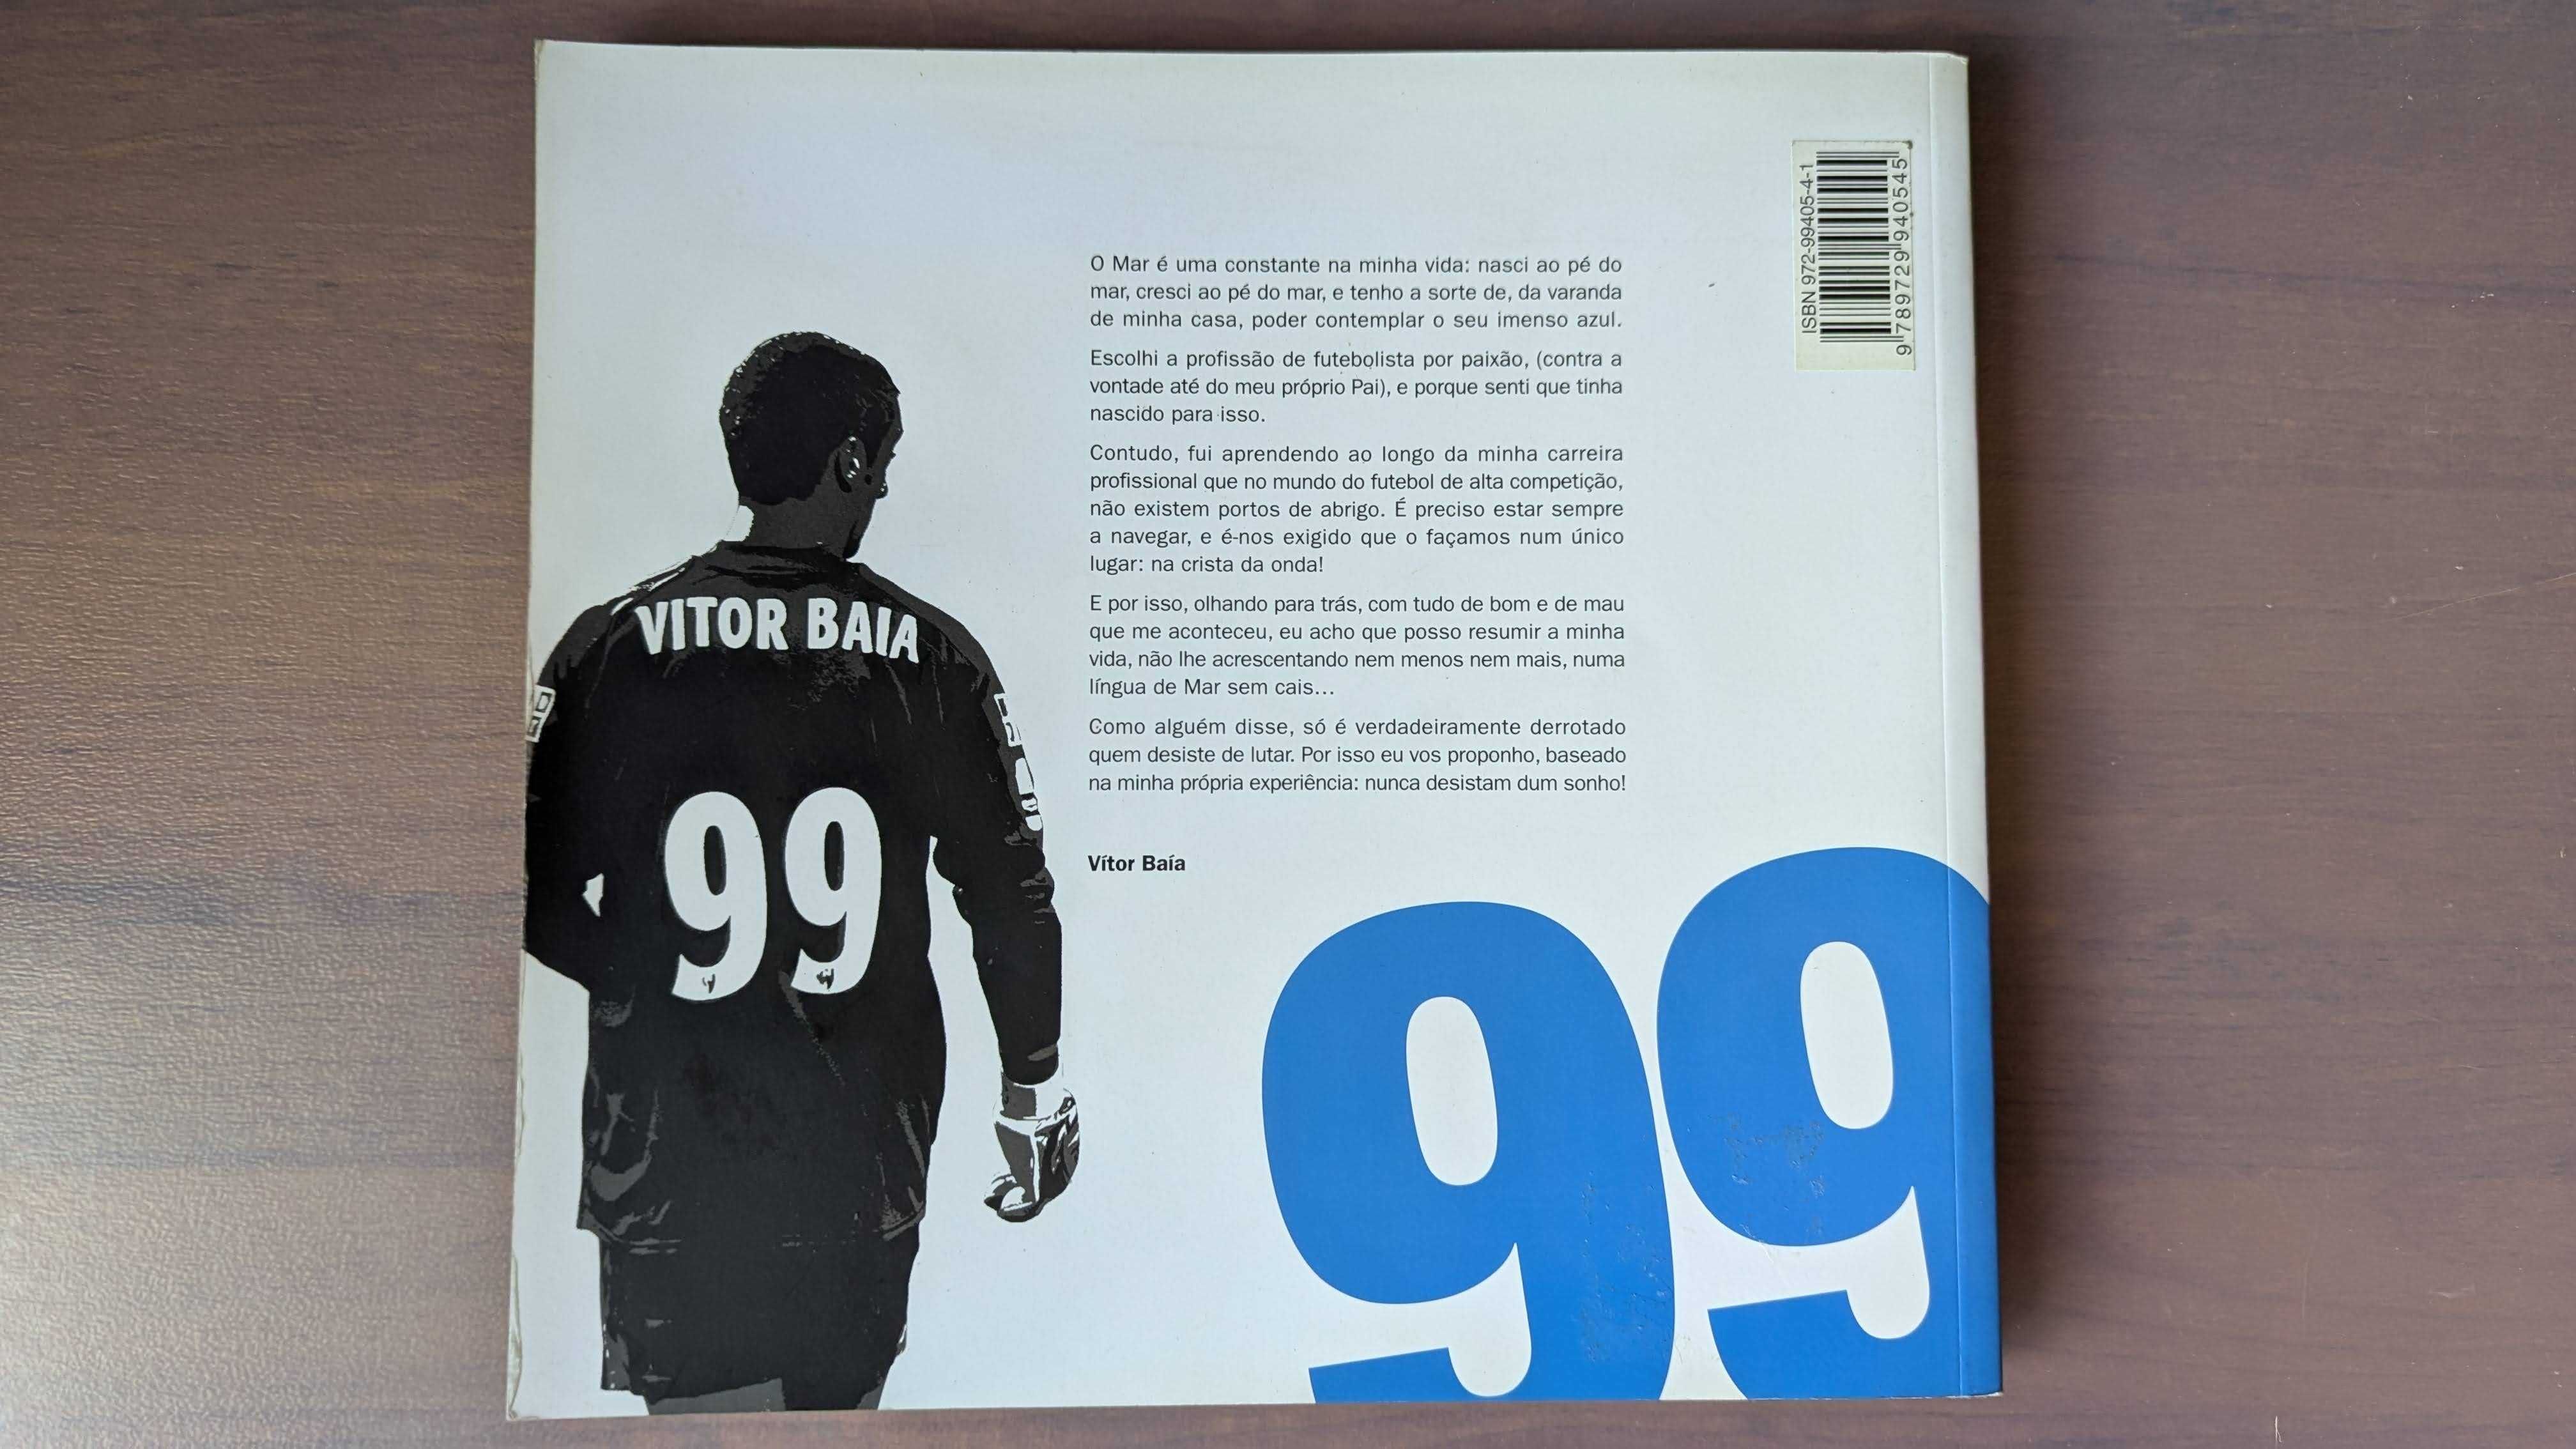 ISBN 972-99405-4-1
9 789729 940545
O Mar é uma constante na minha vida: nasci ao pé do
mar, cresci ao pé do mar, e tenho a sorte de, da varanda
de minha casa, poder contemplar o seu imenso azul.
Escolhi a profissão de futebolista por paixão, (contra a
vontade até do meu próprio Pai), e porque senti que tinha
nascido para isso.
Contudo, fui aprendendo ao longo da minha carreira
profissional que no mundo do futebol de alta competição,
não existem portos de abrigo. É preciso estar sempre
a navegar, e é-nos exigido que o façamos num único
lugar: na crista da onda!
E por isso, olhando para trás, com tudo de bom e de mau
que me aconteceu, eu acho que posso resumir a minha
vida, não lhe acrescentando nem menos nem mais, numa
língua de Mar sem cais...
Como alguém disse, só é verdadeiramente derrotado
quem desiste de lutar. Por isso eu vos proponho, baseado
na minha própria experiência: nunca desistam dum sonho!
Vítor Baía
VITOR BAIA
99
99